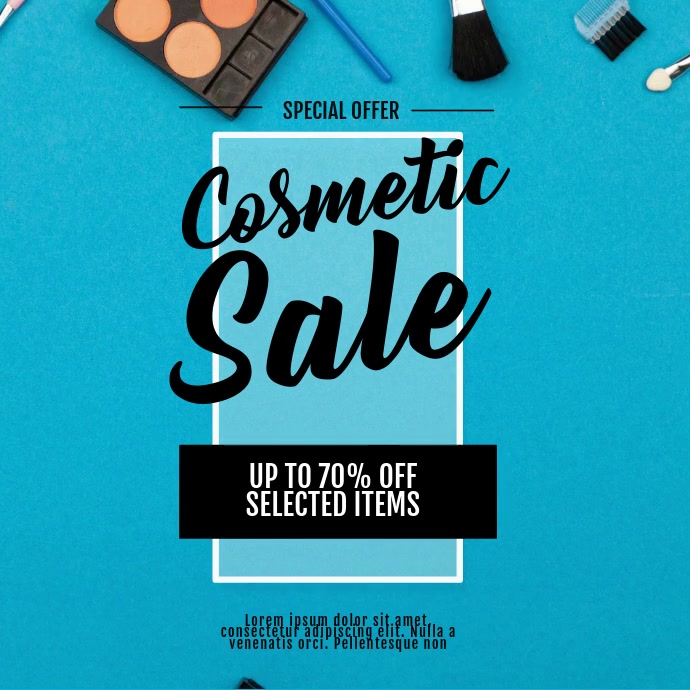 SPECIAL OFFER
Cosmetic
Sale
UP TO 70% OFF
SELECTED ITEMS
Lorem ipsum dolor sit amet,
consectetur adipiscing elit. Nulla a
venenatis orci. Pellentesque non